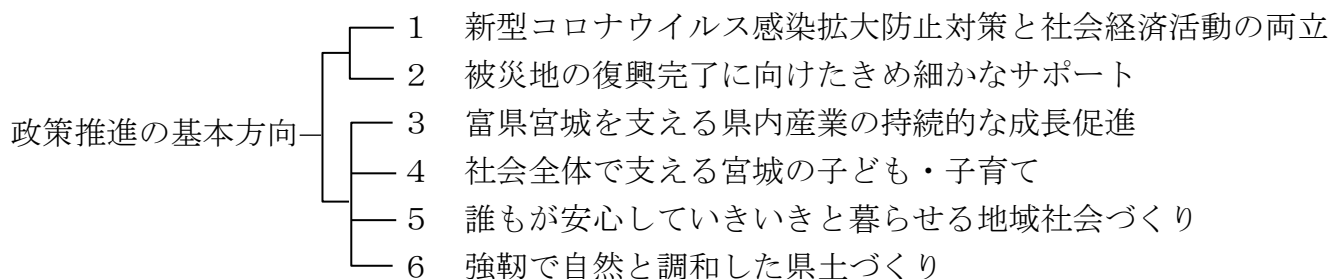 1 新型コロナウイルス感染拡大防止対策と社会経済活動の両立
2 被災地の復興完了に向けたきめ細かなサポート
政策推進の基本方向
3 富県宮城を支える県内産業の持続的な成長促進
4 社会全体で支える宮城の子ども・子育て
5 誰もが安心していきいきと暮らせる地域社会づくり
6 強靭で自然と調和した県土づくり